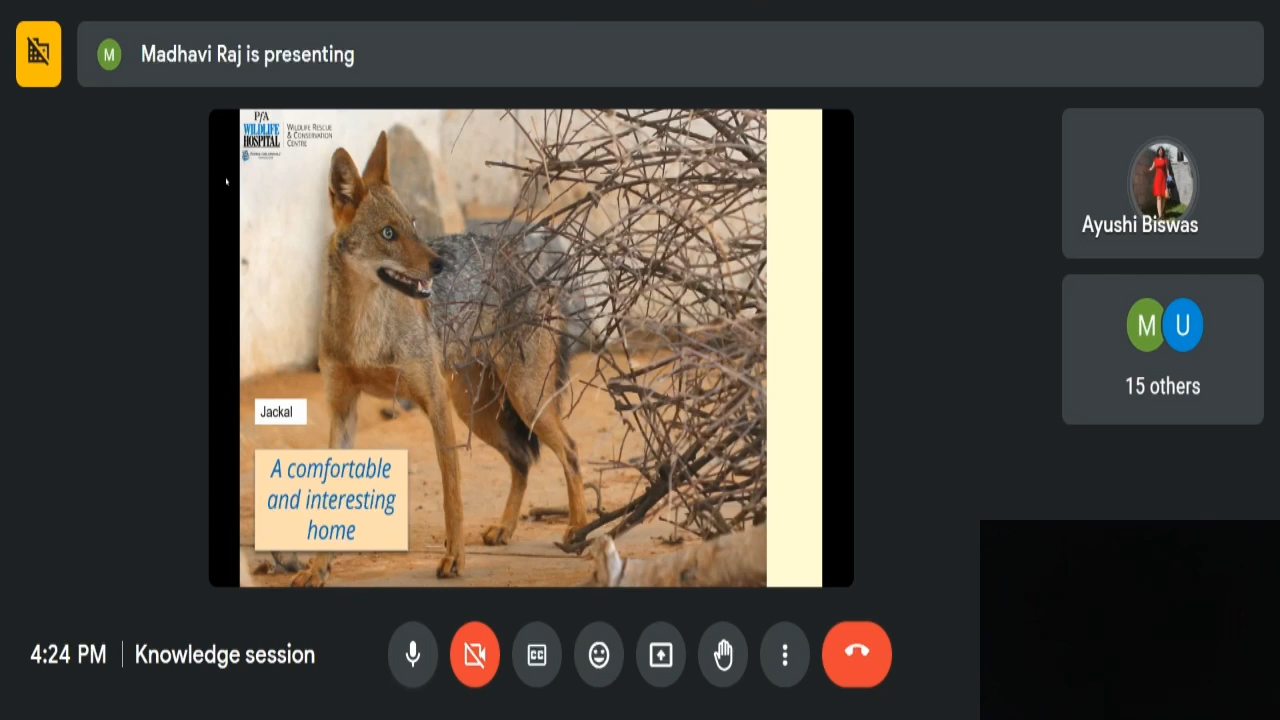 M
Madhavi Raj is presenting
PfA
WILDLIFE
HOSPITAL
WILDLIFE RESCUE
& CONSERVATION
CENTRE
Jackal
A comfortable
and interesting
home
Ayushi Biswas
M U
15 others
4:24 PM | Knowledge session
CC